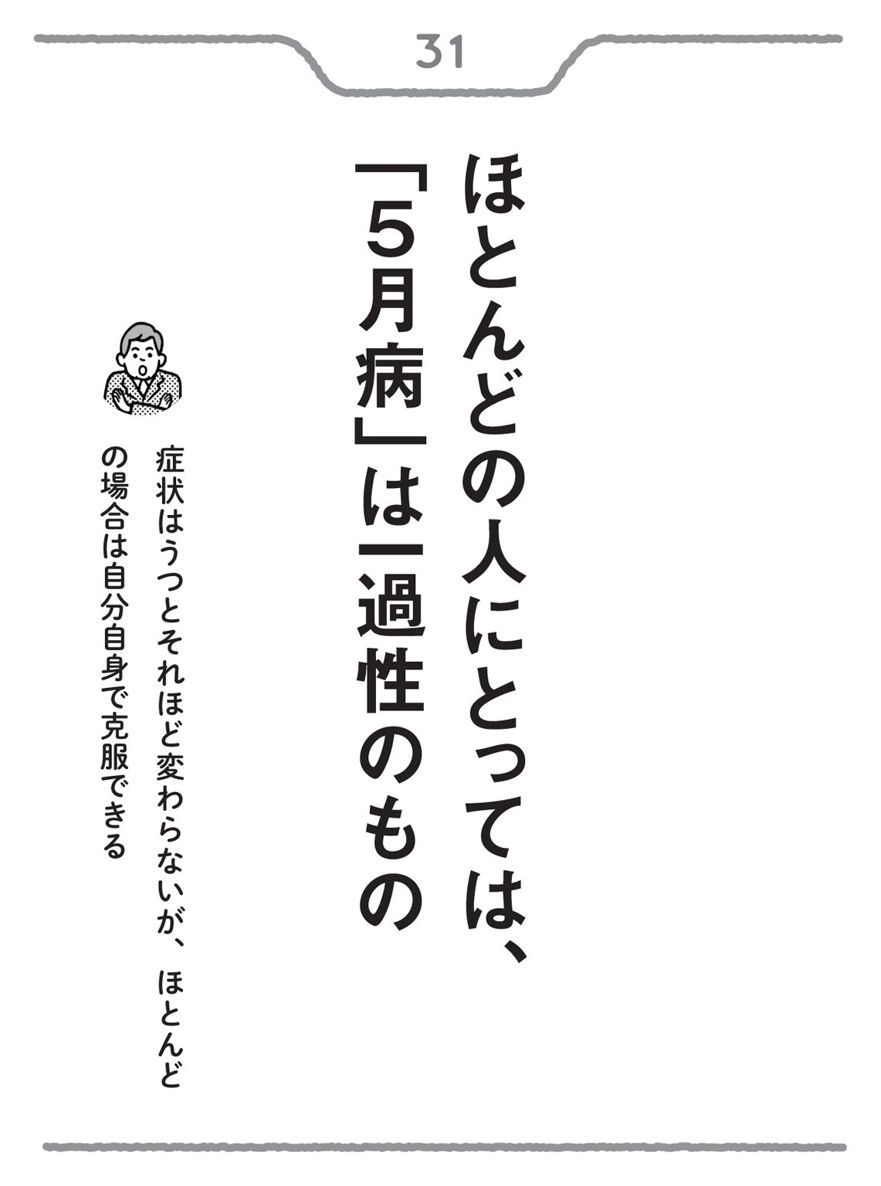 31
ほとんどの人にとっては、
「5月病」は一過性のもの
症状はうつとそれほど変わらないが、ほとんど
の場合は自分自身で克服できる